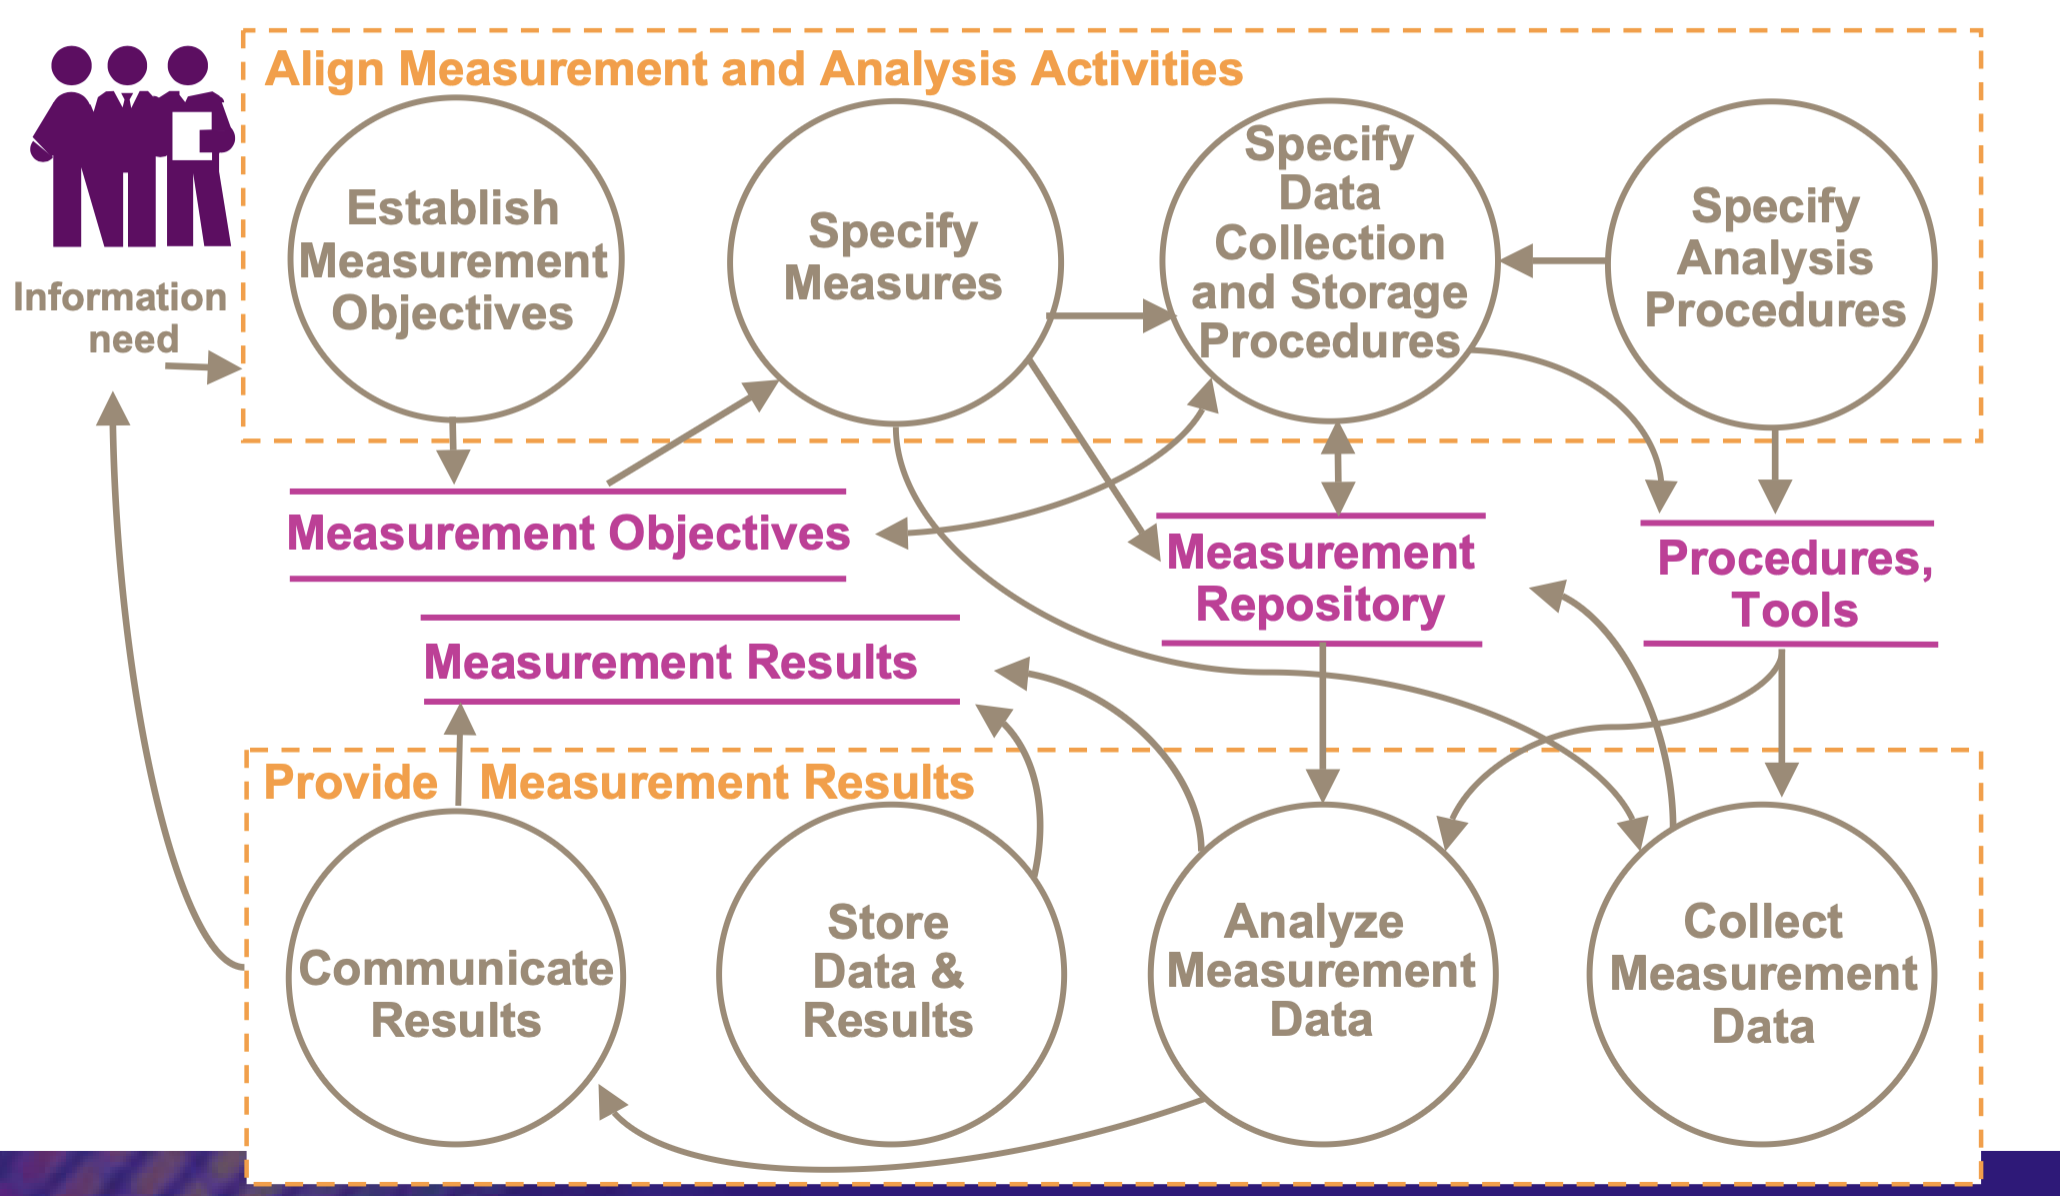 Align Measurement and Analysis Activities
Establish
Measurement
Objectives
Specify
Measures
Specify
Data
Collection
and Storage
Procedures
Specify
Analysis
Procedures
Information
need
Measurement Objectives
Measurement
Repository
Procedures,
Tools
Measurement Results
Provide Measurement Results
Communicate
Results
Store
Data &
Results
Analyze
Measurement
Data
Collect
Measurement
Data